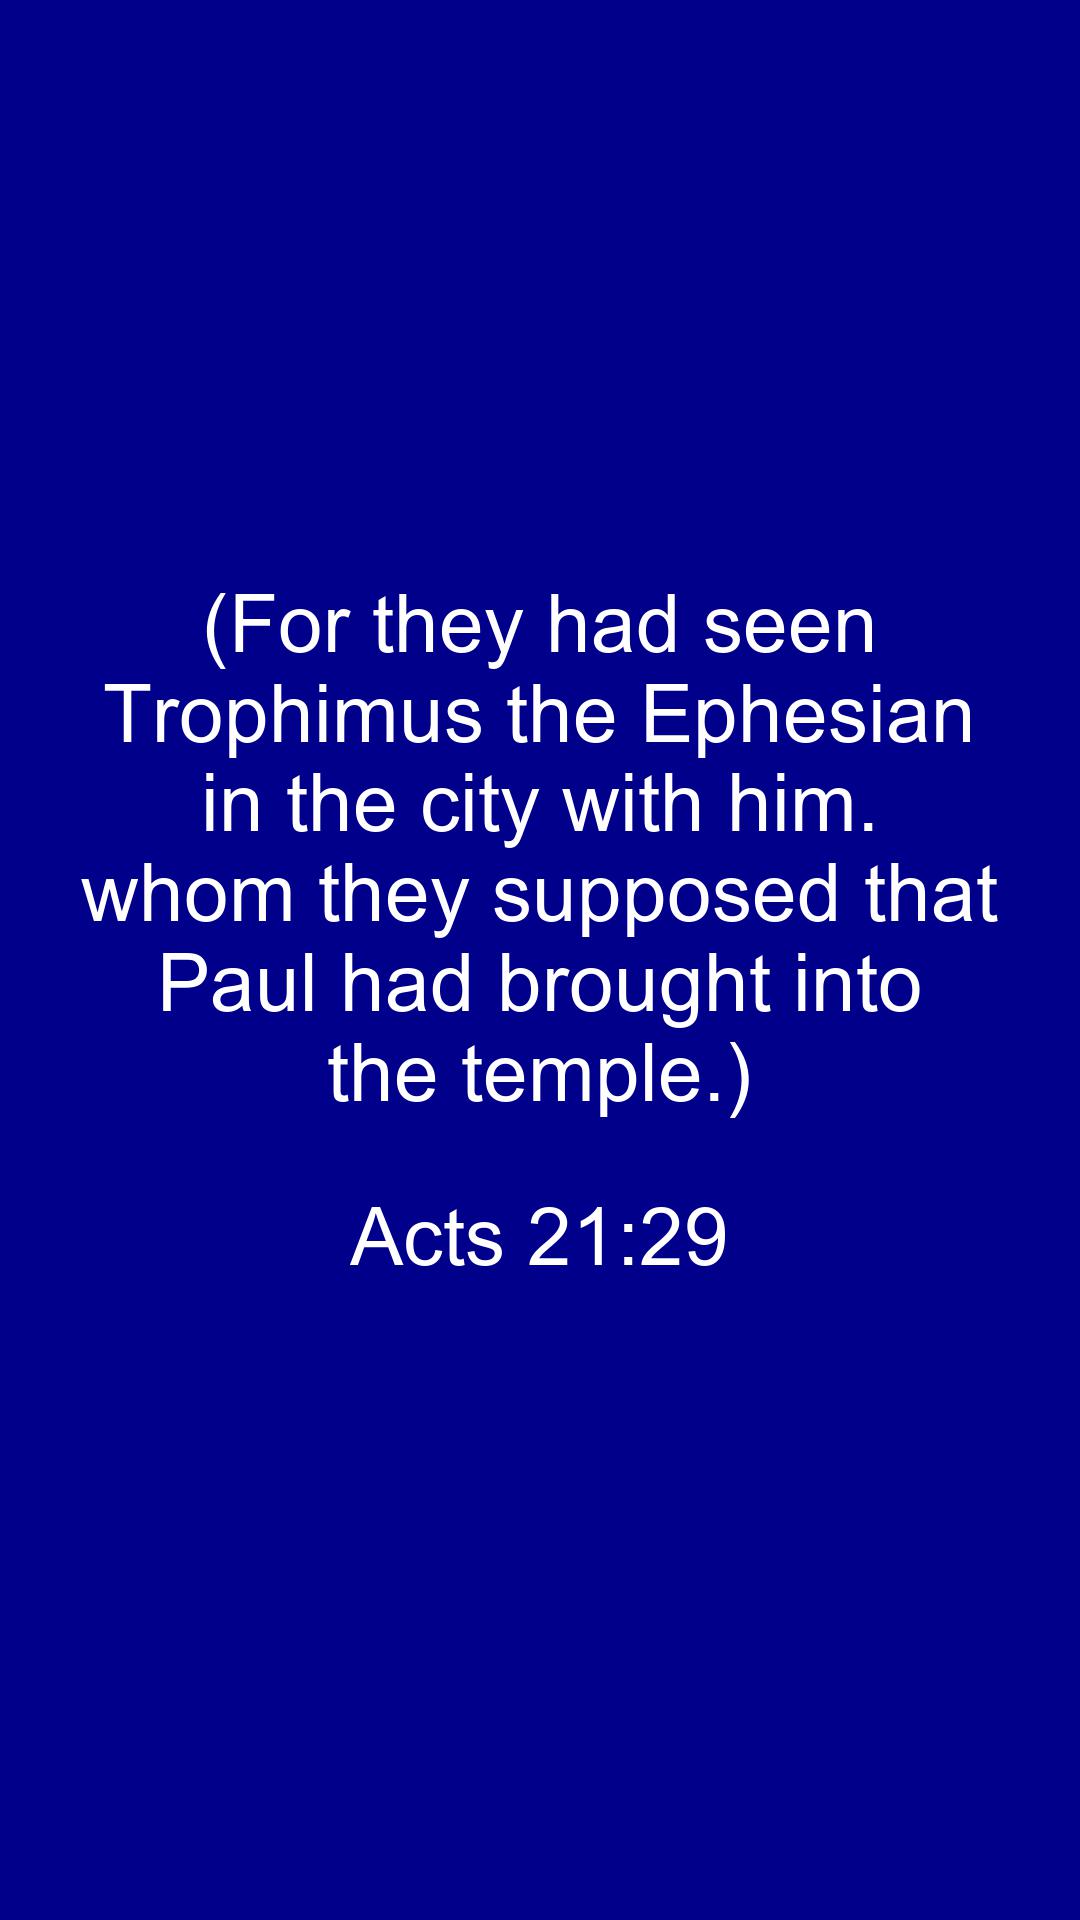 (For they had seen
Trophimus the Ephesian
in the city with him.
whom they supposed that
Paul had brought into
the temple.)
Acts 21:29